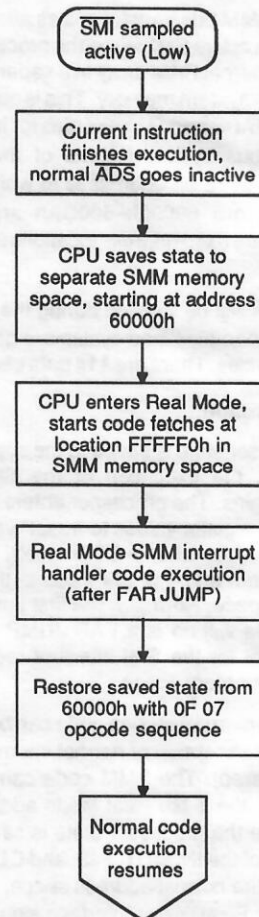 SMI sampled
active (Low)
Current instruction
finishes execution,
normal ADS goes inactive
CPU saves state to
separate SMM memory
space, starting at address
60000h
CPU enters Real Mode,
starts code fetches at
location FFFFF0h in
SMM memory space
Real Mode SMM interrupt
handler code execution
(after FAR JUMP)
Restore saved state from
60000h with 0F 07
opcode sequence
Normal code
execution
resumes